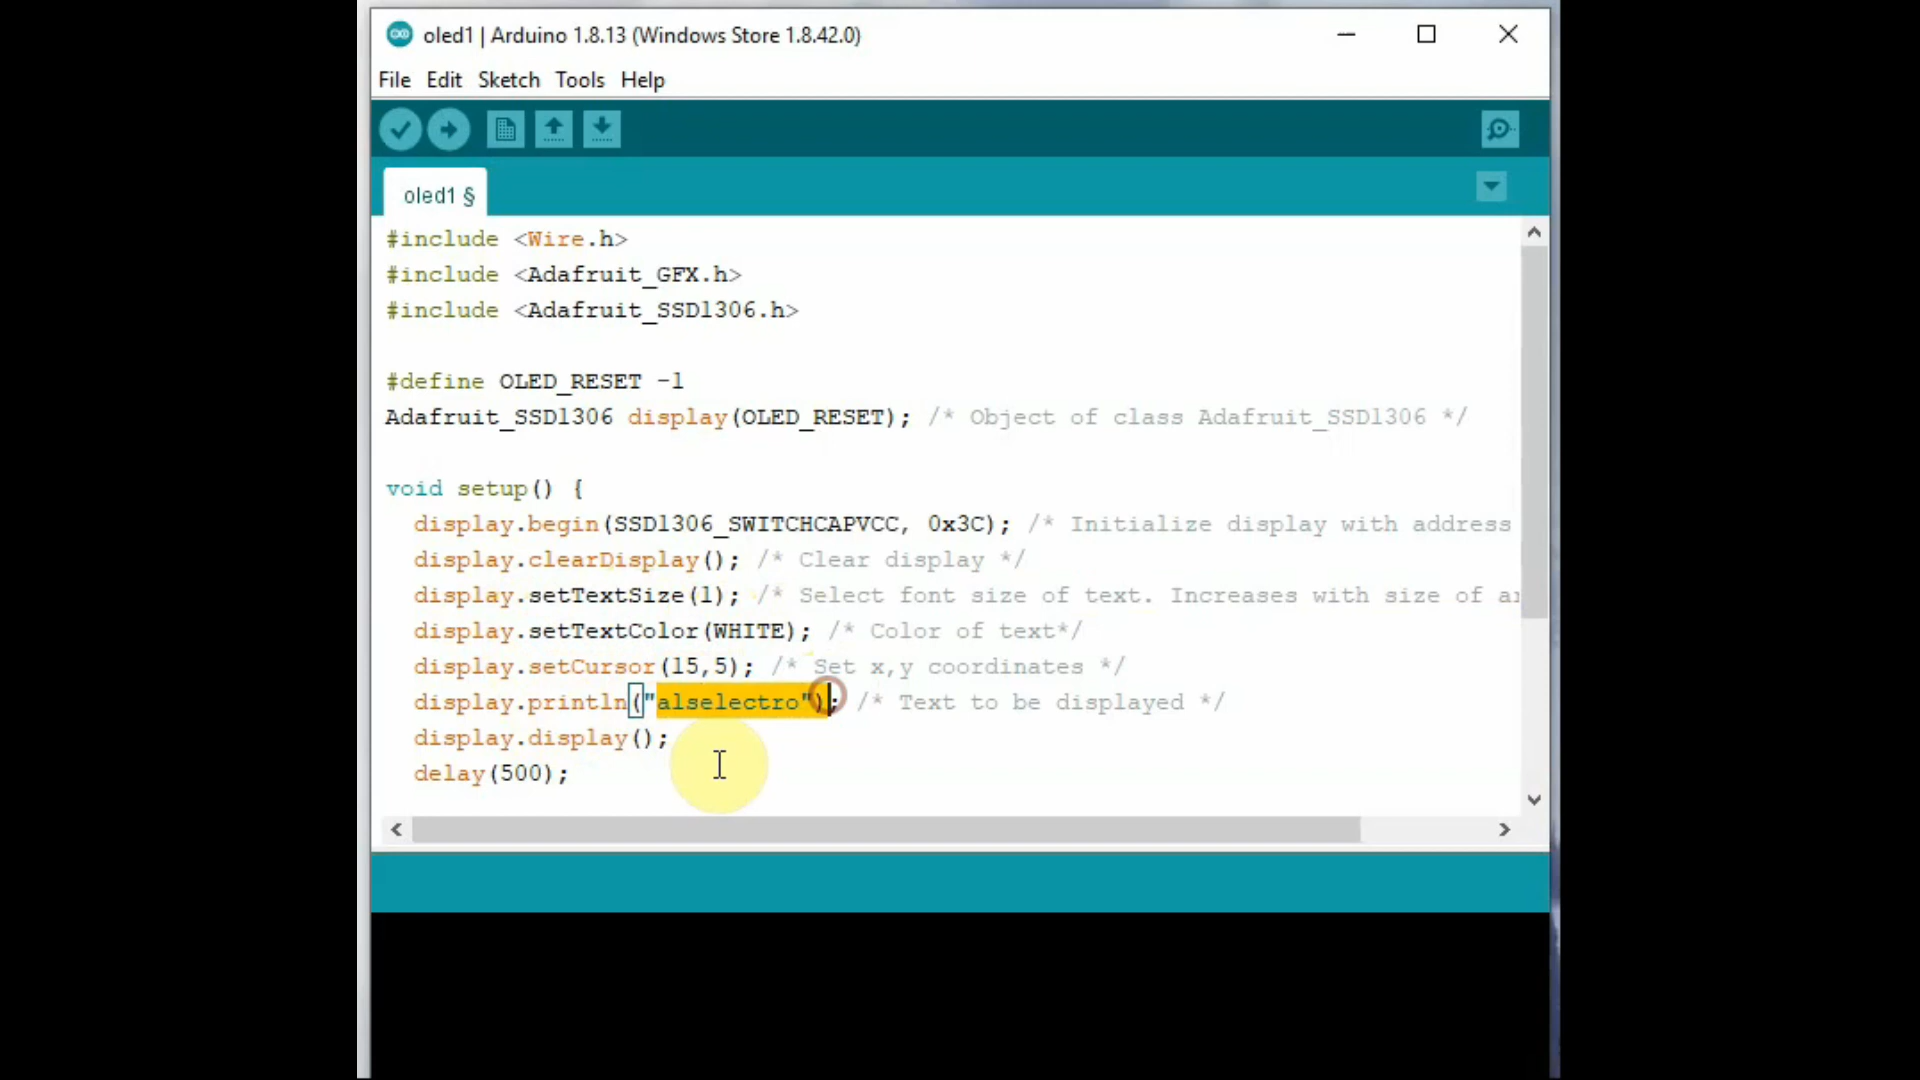 oled1 | Arduino 1.8.13 (Windows Store 1.8.42.0)
File Edit Sketch Tools Help
oled1 §
#include <Wire.h>
#include <Adafruit_GFX.h>
#include <Adafruit_SSD1306.h>
#define OLED_RESET -1
Adafruit_SSD1306 display(OLED_RESET); /* Object of class Adafruit_SSD1306 */
void setup() {
display.begin(SSD1306_SWITCHCAPVCC, 0x3C); /* Initialize display with address
display.clearDisplay(); /* Clear display */
display.setTextSize(1); /* Select font size of text. Increases with size of
display.setTextColor(WHITE); /* Color of text*/
display.setCursor(15,5); /* Set x,y coordinates */
display.println("alselectro"); /* Text to be displayed */
display.display();
delay(500);